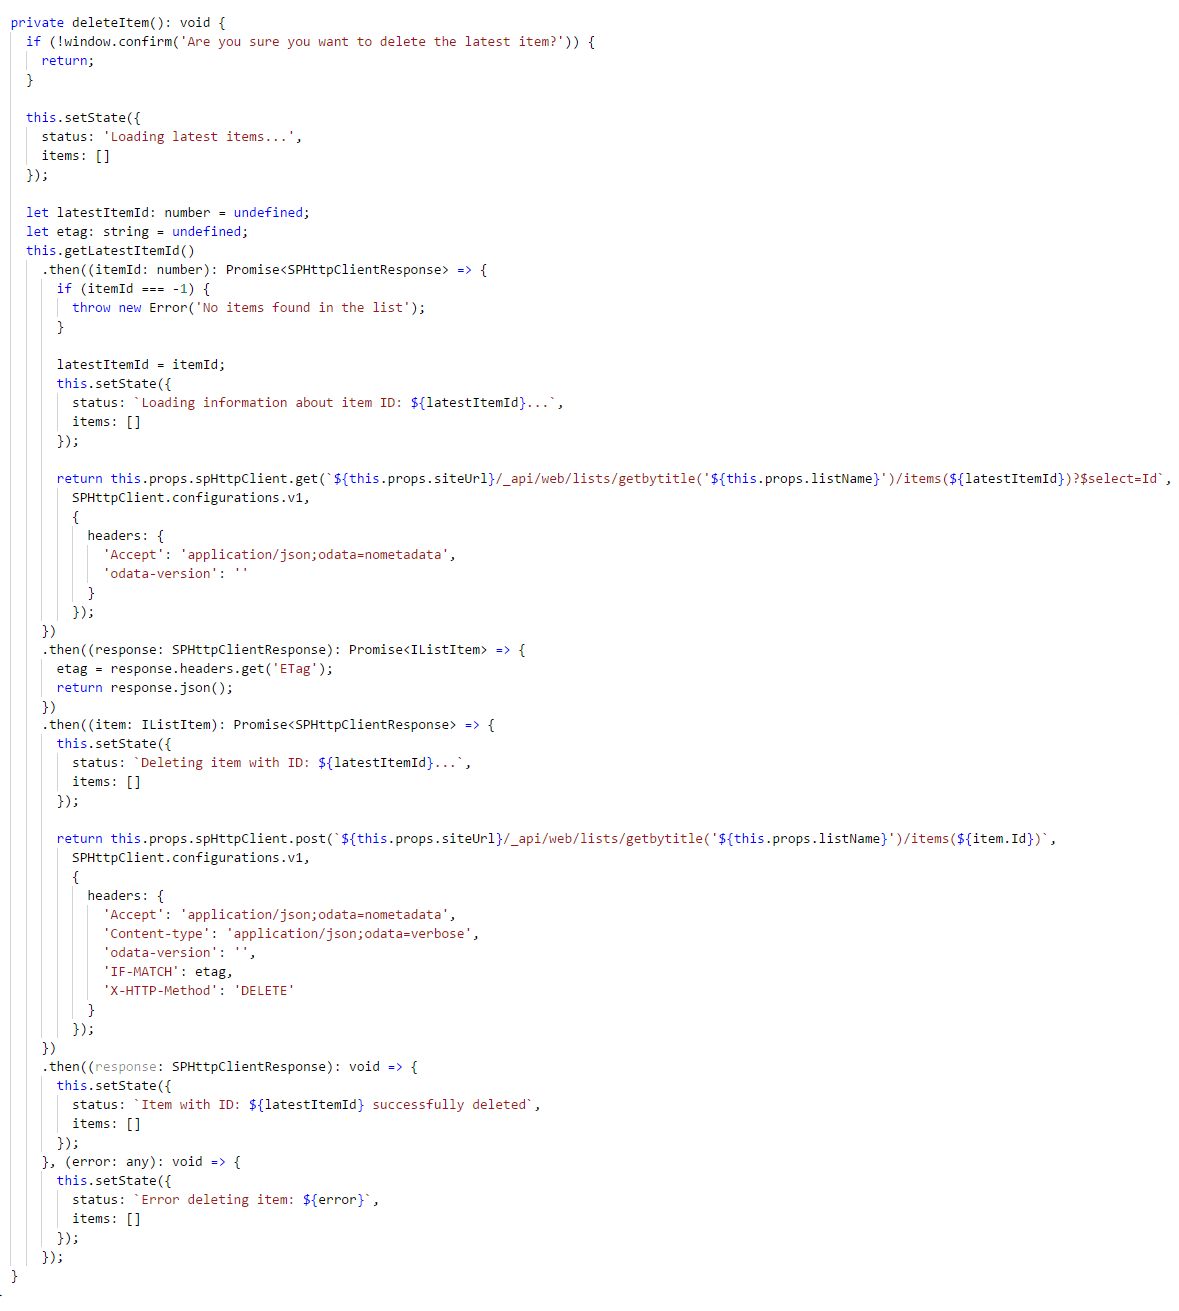 private deleteItem(): void {
  if (!window.confirm('Are you sure you want to delete the latest item?')) {
    return;
  }

  this.setState({
    status: 'Loading latest items...',
    items: []
  });

  let latestItemId: number = undefined;
  let etag: string = undefined;
  this.getLatestItemId()
    .then((itemId: number): Promise<SPHttpClientResponse> => {
      if (itemId === -1) {
        throw new Error('No items found in the list');
      }

      latestItemId = itemId;
      this.setState({
        status: `Loading information about item ID: ${latestItemId}...`,
        items: []
      });

      return this.props.spHttpClient.get(`${this.props.siteUrl}/_api/web/lists/getbytitle('${this.props.listName}')/items(${latestItemId})?$select=Id`,
        SPHttpClient.configurations.v1,
        {
          headers: {
            'Accept': 'application/json;odata=nometadata',
            'odata-version': ''
          }
        });
    })
    .then((response: SPHttpClientResponse): Promise<IListItem> => {
      etag = response.headers.get('ETag');
      return response.json();
    })
    .then((item: IListItem): Promise<SPHttpClientResponse> => {
      this.setState({
        status: `Deleting item with ID: ${latestItemId}...`,
        items: []
      });

      return this.props.spHttpClient.post(`${this.props.siteUrl}/_api/web/lists/getbytitle('${this.props.listName}')/items(${item.Id})`,
        SPHttpClient.configurations.v1,
        {
          headers: {
            'Accept': 'application/json;odata=nometadata',
            'Content-type': 'application/json;odata=verbose',
            'odata-version': '',
            'IF-MATCH': etag,
            'X-HTTP-Method': 'DELETE'
          }
        });
    })
    .then((response: SPHttpClientResponse): void => {
      this.setState({
        status: `Item with ID: ${latestItemId} successfully deleted`,
        items: []
      });
    }, (error: any): void => {
      this.setState({
        status: `Error deleting item: ${error}`,
        items: []
      });
    });
}